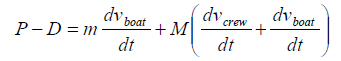 P − D = m dv_boat/dt + M(dv_crew/dt + dv_boat/dt)